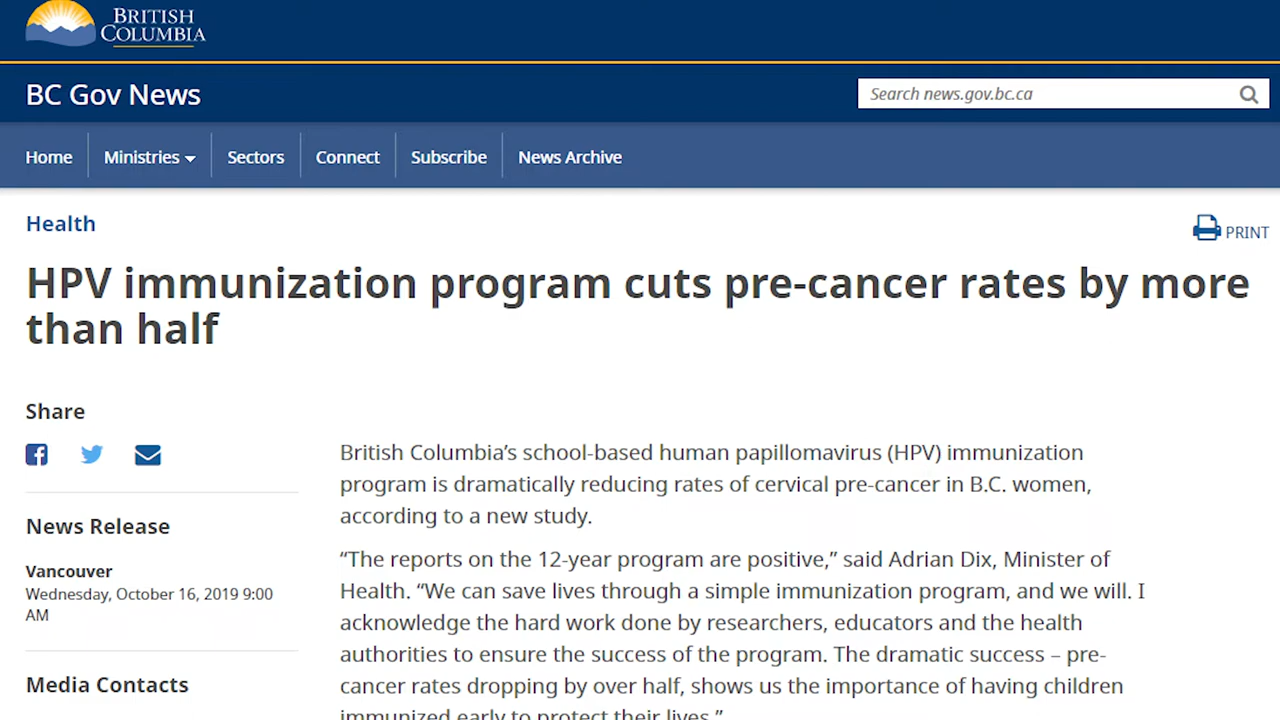 BRITISH
COLUMBIA
BC Gov News
Search news.gov.bc.ca
Home
Ministries
Sectors
Connect
Subscribe
News Archive
Health
PRINT
HPV immunization program cuts pre-cancer rates by more
than half
Share
News Release
Vancouver
Wednesday, October 16, 2019 9:00
AM
Media Contacts
British Columbia’s school-based human papillomavirus (HPV) immunization
program is dramatically reducing rates of cervical pre-cancer in B.C. women,
according to a new study.
“The reports on the 12-year program are positive,” said Adrian Dix, Minister of
Health. “We can save lives through a simple immunization program, and we will. I
acknowledge the hard work done by researchers, educators and the health
authorities to ensure the success of the program. The dramatic success – pre-
cancer rates dropping by over half, shows us the importance of having children
immunized early to protect their lives.”